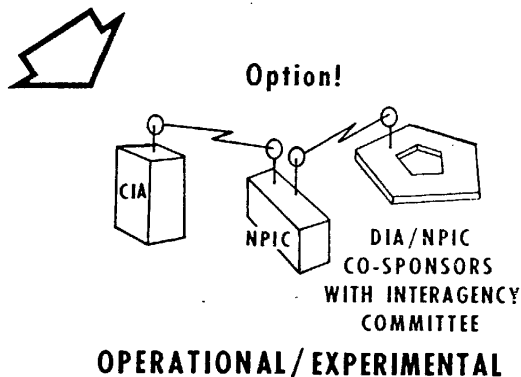 Option!
CIA
NPIC
DIA/NPIC
CO-SPONSORS
WITH INTERAGENCY
COMMITTEE
OPERATIONAL/EXPERIMENTAL